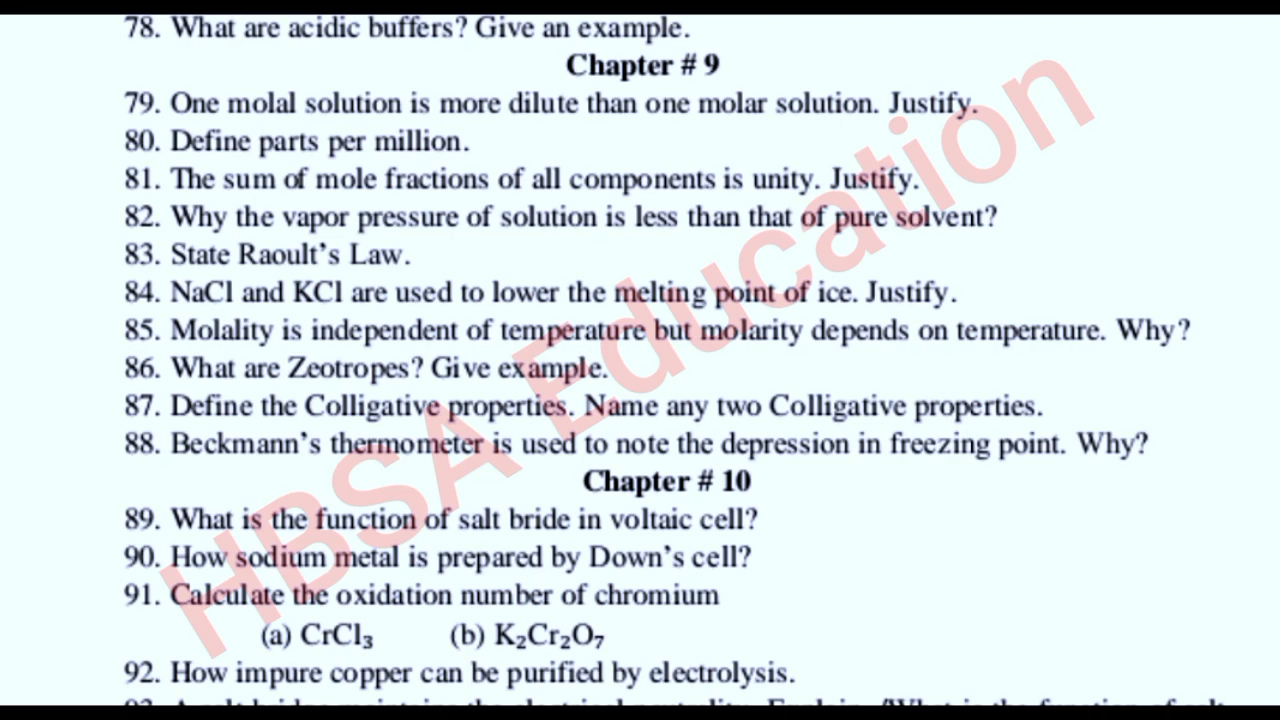 78. What are acidic buffers? Give an example.
Chapter # 9
79. One molal solution is more dilute than one molar solution. Justify.
80. Define parts per million.
81. The sum of mole fractions of all components is unity. Justify.
82. Why the vapor pressure of solution is less than that of pure solvent?
83. State Raoult's Law.
84. NaCl and KCl are used to lower the melting point of ice. Justify.
85. Molality is independent of temperature but molarity depends on temperature. Why?
86. What are Zeotropes? Give example.
87. Define the Colligative properties. Name any two Colligative properties.
88. Beckmann's thermometer is used to note the depression in freezing point. Why?
Chapter # 10
89. What is the function of salt bride in voltaic cell?
90. How sodium metal is prepared by Down's cell?
91. Calculate the oxidation number of chromium
(a) CrCl₃ (b) K₂Cr₂O₇
92. How impure copper can be purified by electrolysis.
HBSA Education